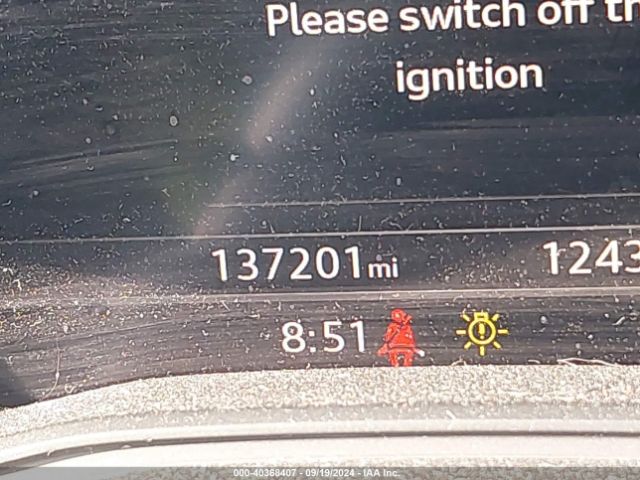 Please switch off th
ignition
137201 mi 1243
8:51
000-40368407 - 09/19/2024 - IAA Inc.